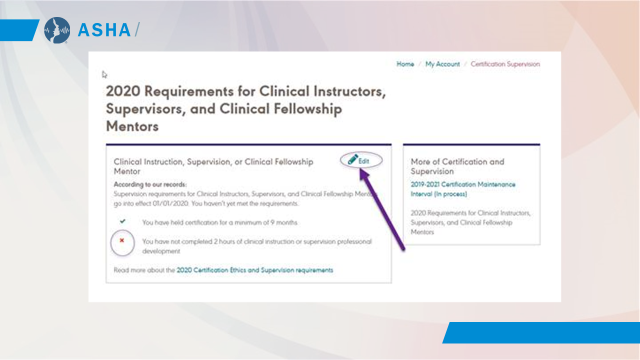 ASHA/
Home / My Account / Certification Supervision
2020 Requirements for Clinical Instructors,
Supervisors, and Clinical Fellowship
Mentors
Clinical Instruction, Supervision, or Clinical Fellowship
Mentor
Edit
According to our records:
Supervision requirements for Clinical Instructors, Supervisors, and Clinical Fellowship Mentors
go into effect 01/01/2020. You haven't yet met the requirements.
You have held certification for a minimum of 9 months
You have not completed 2 hours of clinical instruction or supervision professional
development
Read more about the 2020 Certification Ethics and Supervision requirements
More of Certification and
Supervision
2019-2021 Certification Maintenance
Interval (In process)
2020 Requirements for Clinical Instructors,
Supervisors, and Clinical Fellowship
Mentors